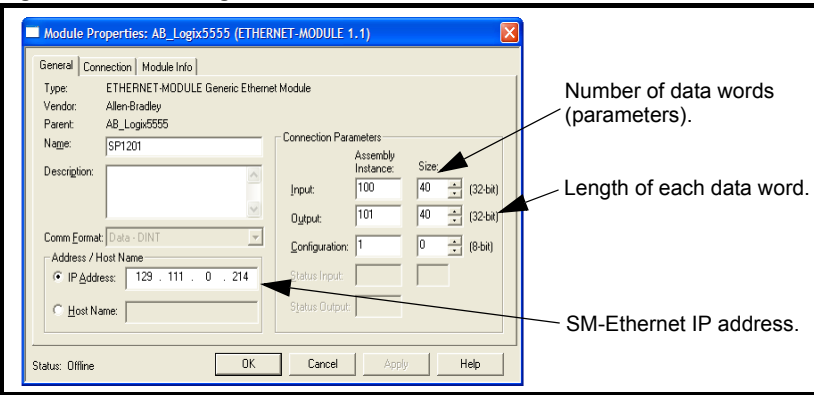 Module Properties: AB_Logix5555 (ETHERNET-MODULE 1.1)
General Connection Module Info
Type: ETHERNET-MODULE Generic Ethernet Module
Vendor: Allen-Bradley
Parent: AB_Logix5555
Name: SP1201
Description:
Comm Format: Data - DINT
Address / Host Name
IP Address: 129 . 111 . 0 . 214
Host Name:
Connection Parameters
Assembly
Instance: Size:
Input: 100 40 (32-bit)
Output: 101 40 (32-bit)
Configuration: 1 0 (8-bit)
Status Input:
Status Output:
Status: Offline OK Cancel Apply Help
Number of data words
(parameters).
Length of each data word.
SM-Ethernet IP address.